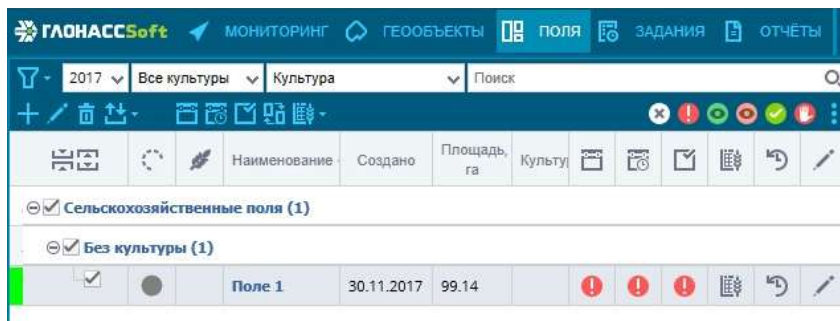 ГЛОНАССSoft МОНИТОРИНГ ГЕООБЪЕКТЫ ПОЛЯ ЗАДАНИЯ ОТЧЁТЫ
2017 Все культуры Культура Поиск
Наименование Создано Площадь, га Культу
Сельскохозяйственные поля (1)
Без культуры (1)
Поле 1 30.11.2017 99.14